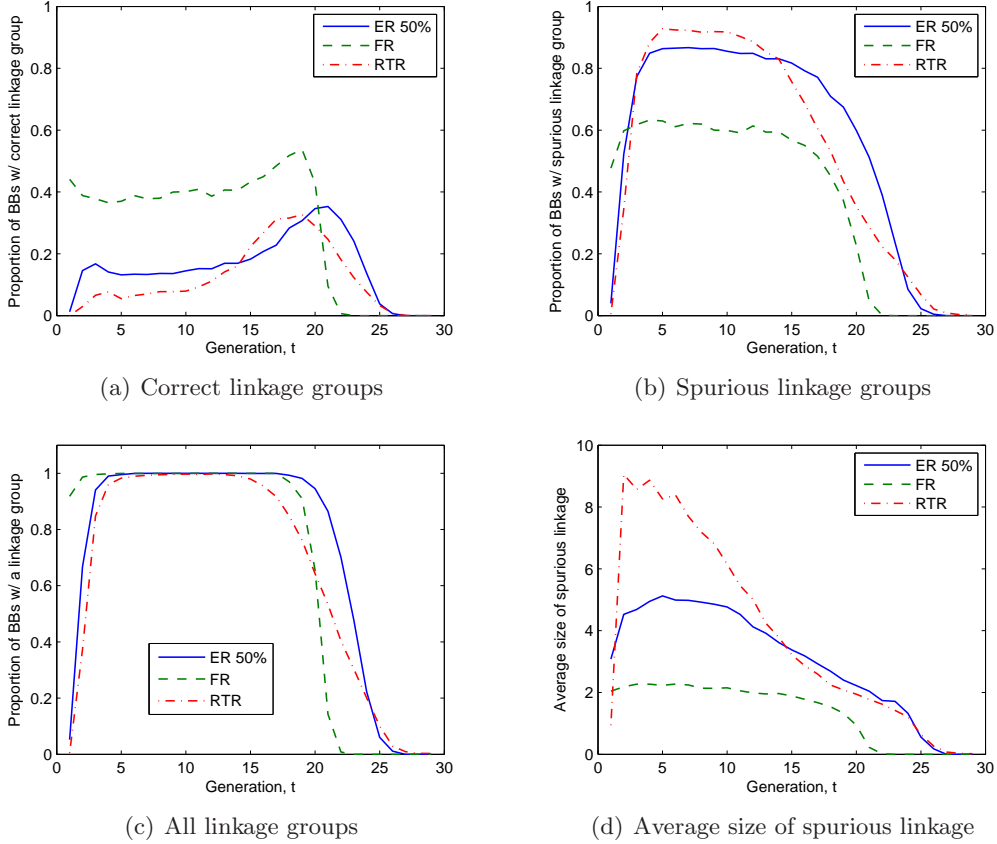 Proportion of BBs w/ correct linkage group
1
0.8
0.6
0.4
0.2
0
0 5 10 15 20 25 30
Generation, t
ER 50%
FR
RTR
(a) Correct linkage groups
Proportion of BBs w/ spurious linkage group
1
0.8
0.6
0.4
0.2
0
0 5 10 15 20 25 30
Generation, t
ER 50%
FR
RTR
(b) Spurious linkage groups
Proportion of BBs w/ a linkage group
1
0.8
0.6
0.4
0.2
0
0 5 10 15 20 25 30
Generation, t
ER 50%
FR
RTR
(c) All linkage groups
Average size of spurious linkage
10
8
6
4
2
0
0 5 10 15 20 25 30
Generation, t
ER 50%
FR
RTR
(d) Average size of spurious linkage